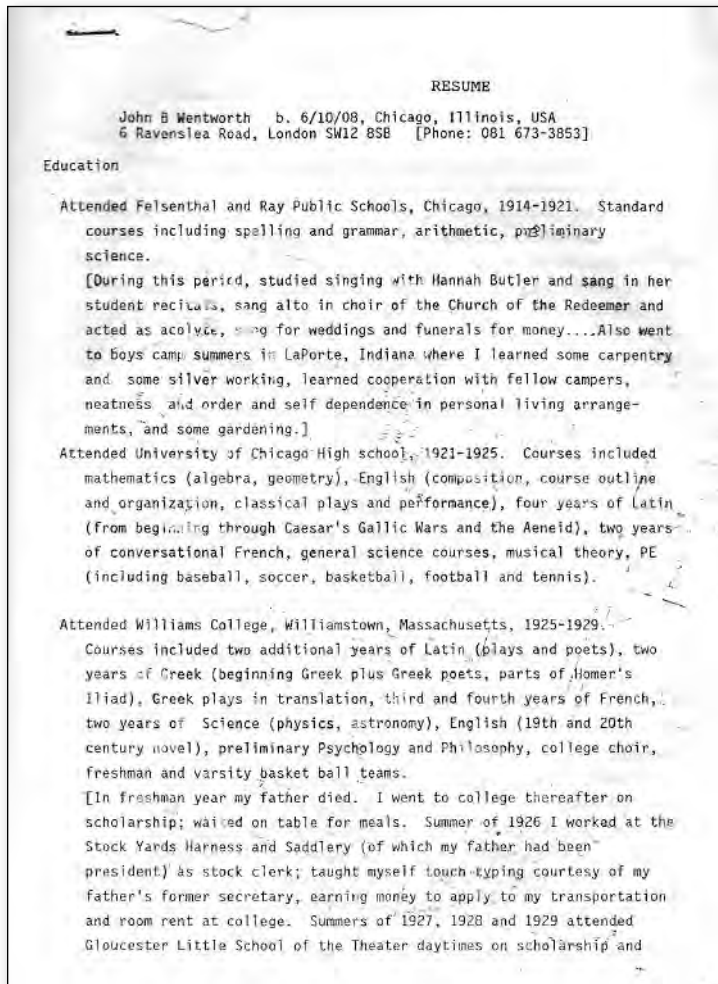 RESUME
John B Wentworth b. 6/10/08, Chicago, Illinois, USA
6 Ravenslea Road, London SW12 8SB [Phone: 081 673-3853]
Education
Attended Felsenthal and Ray Public Schools, Chicago, 1914-1921. Standard
courses including spelling and grammar, arithmetic, preliminary
science.
[During this period, studied singing with Hannah Butler and sang in her
student recitals, sang alto in choir of the Church of the Redeemer and
acted as acolyte, sang for weddings and funerals for money....Also went
to boys camp summers in LaPorte, Indiana where I learned some carpentry
and some silver working, learned cooperation with fellow campers,
neatness and order and self dependence in personal living arrange-
ments, and some gardening.]
Attended University of Chicago High school, 1921-1925. Courses included
mathematics (algebra, geometry), English (composition, course outline
and organization, classical plays and performance), four years of Latin
(from beginning through Caesar's Gallic Wars and the Aeneid), two years
of conversational French, general science courses, musical theory, PE
(including baseball, soccer, basketball, football and tennis).
Attended Williams College, Williamstown, Massachusetts, 1925-1929.
Courses included two additional years of Latin (plays and poets), two
years of Greek (beginning Greek plus Greek poets, parts of Homer's
Iliad), Greek plays in translation, third and fourth years of French,
two years of Science (physics, astronomy), English (19th and 20th
century novel), preliminary Psychology and Philosophy, college choir,
freshman and varsity basket ball teams.
[In freshman year my father died. I went to college thereafter on
scholarship; waited on table for meals. Summer of 1926 I worked at the
Stock Yards Harness and Saddlery (of which my father had been
president) as stock clerk; taught myself touch-typing courtesy of my
father's former secretary, earning money to apply to my transportation
and room rent at college. Summers of 1927, 1928 and 1929 attended
Gloucester Little School of the Theater daytimes on scholarship and